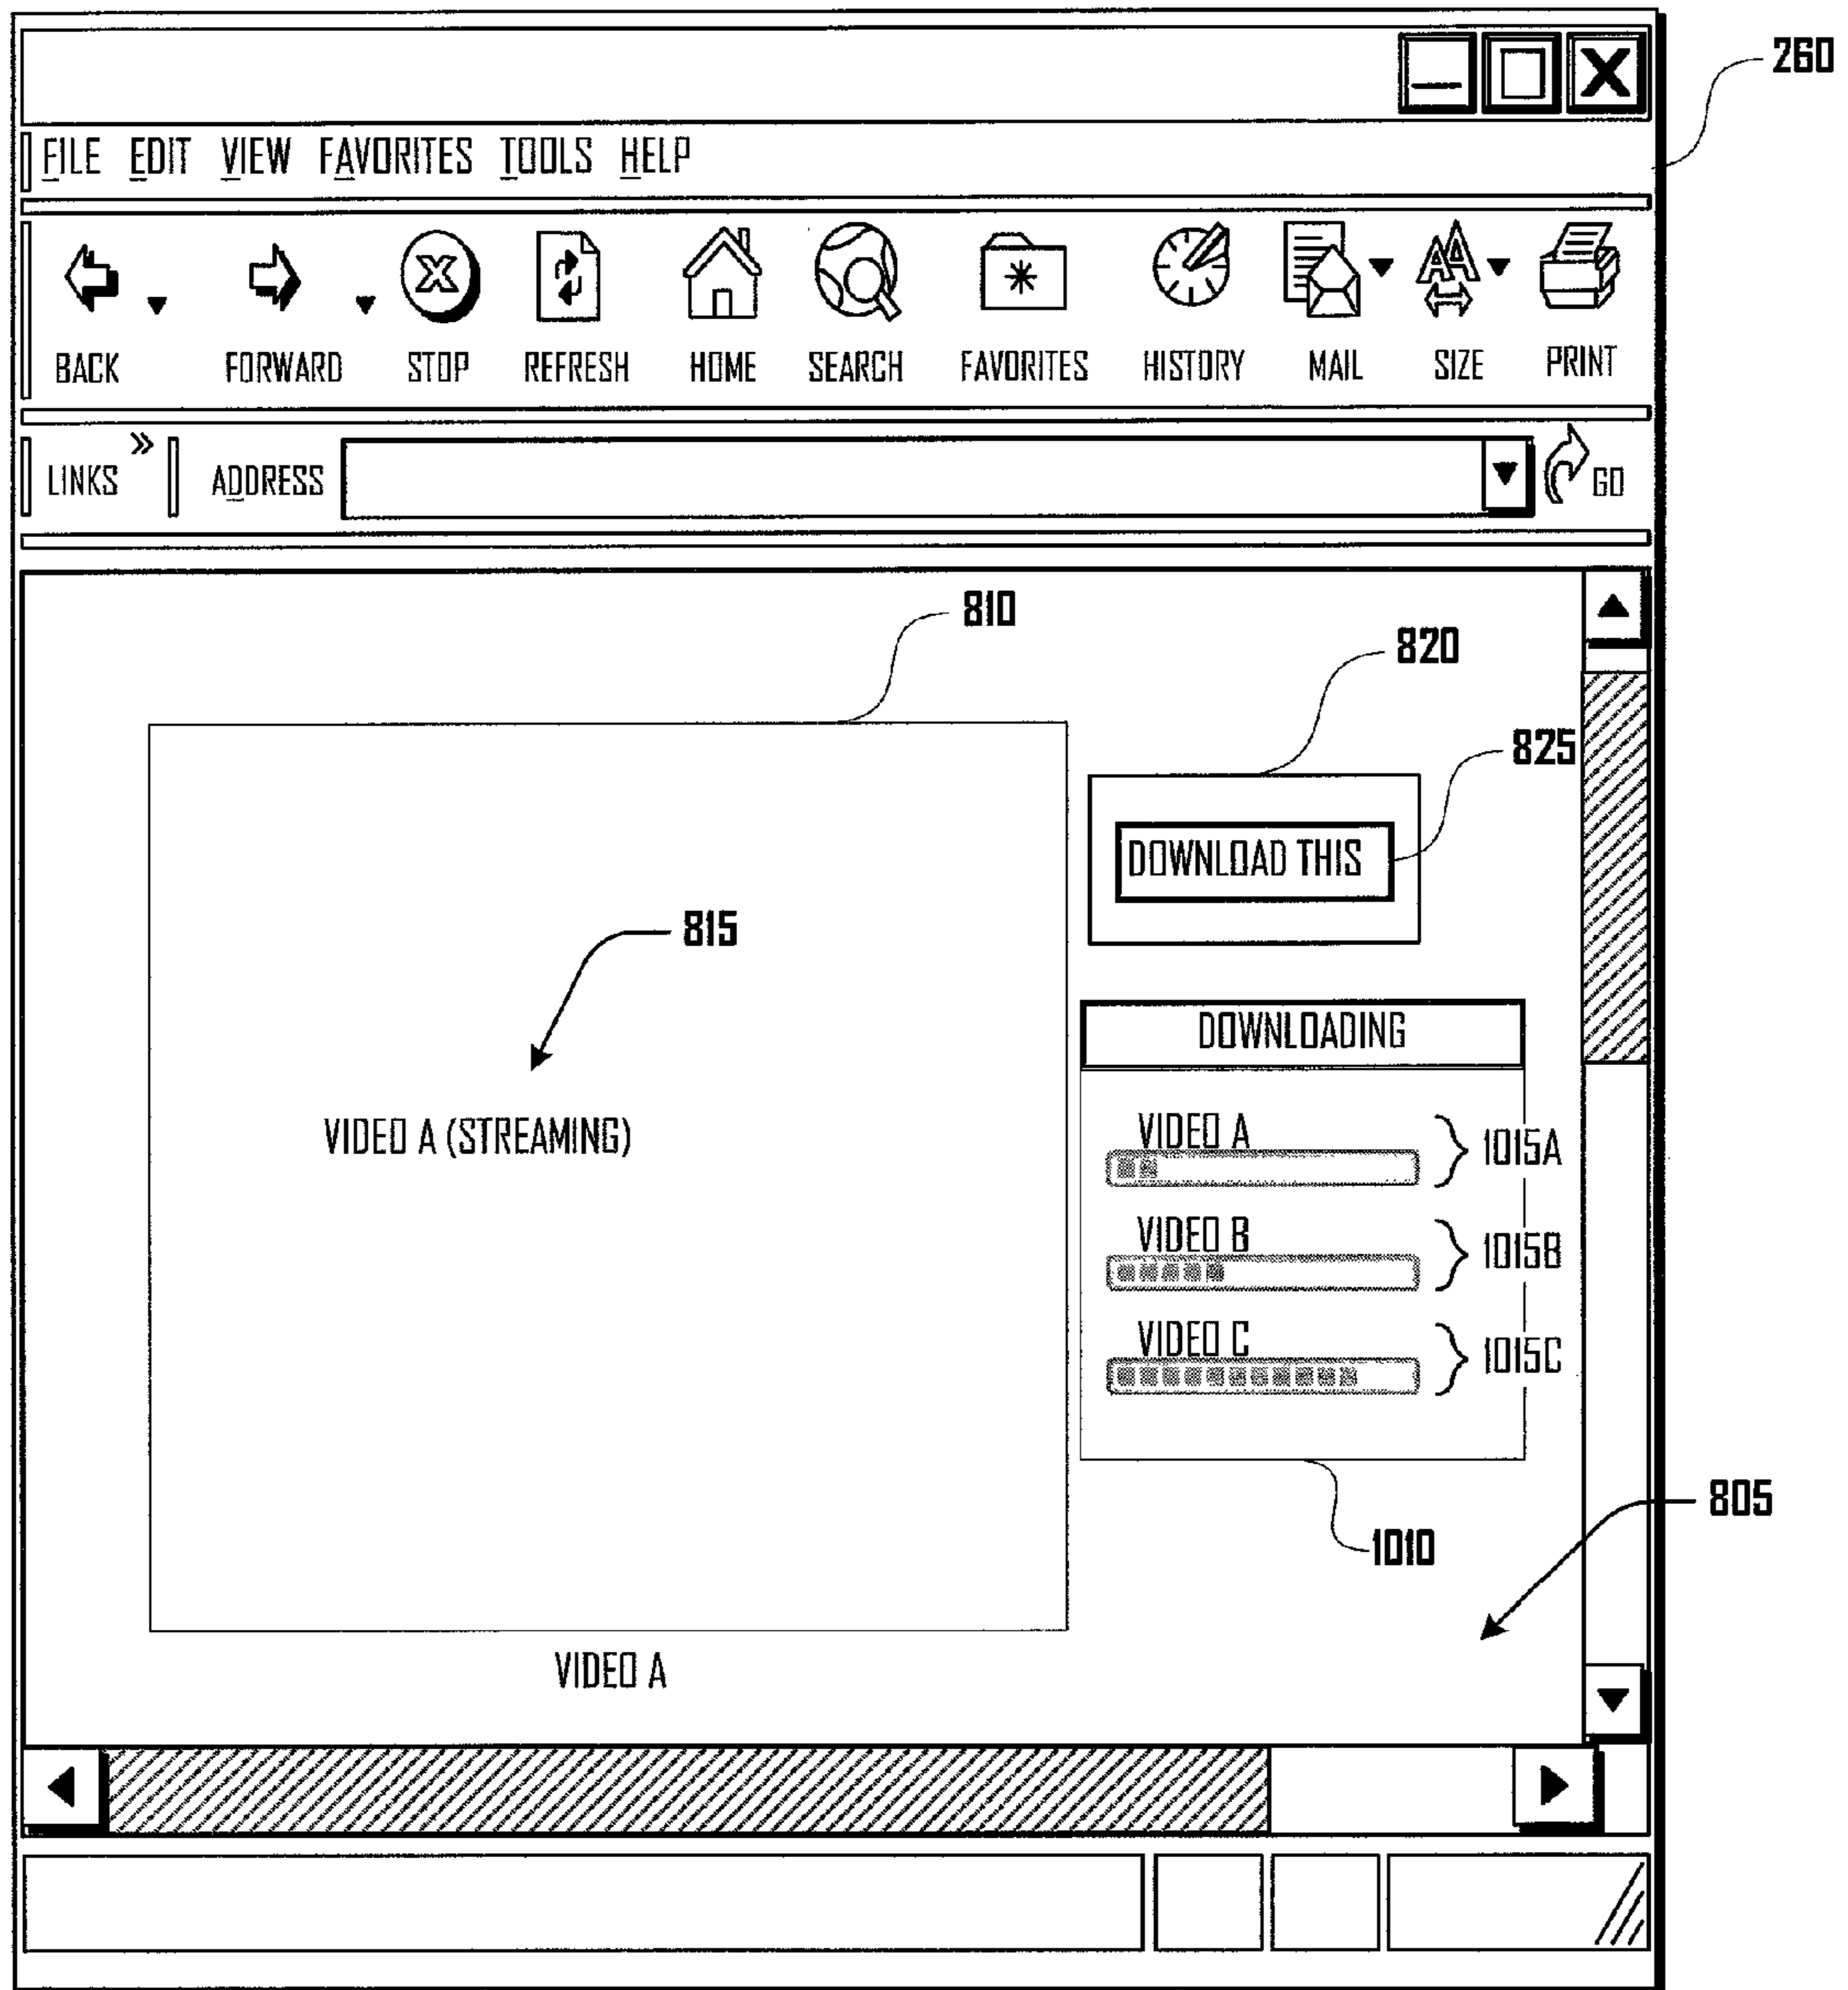 260
FILE EDIT VIEW FAVORITES TOOLS HELP
BACK FORWARD STOP REFRESH HOME SEARCH FAVORITES HISTORY MAIL SIZE PRINT
LINKS » ADDRESS GO
810
820
825
DOWNLOAD THIS
815
DOWNLOADING
VIDEO A (STREAMING)
VIDEO A 1015A
VIDEO B 1015B
VIDEO C 1015C
805
1010
VIDEO A